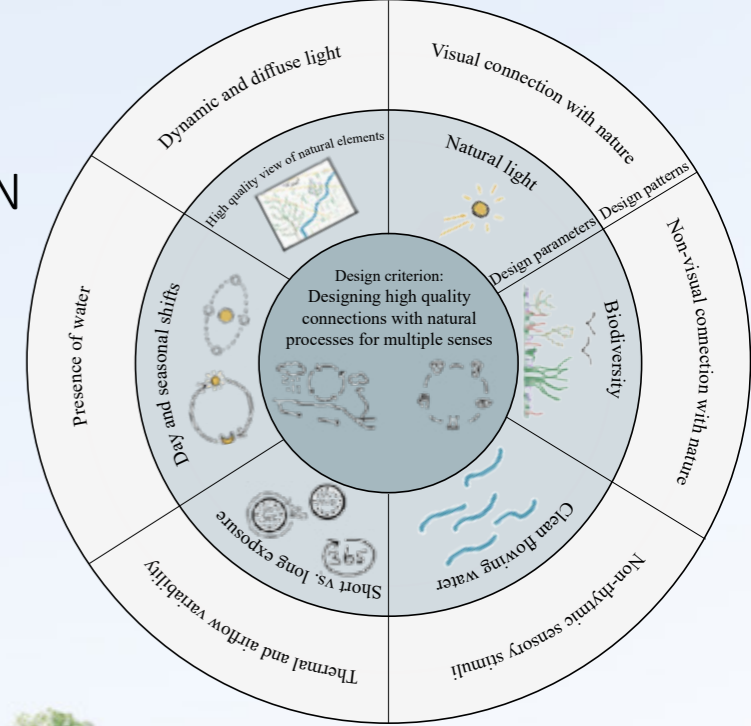 N
Dynamic and diffuse light
Visual connection with nature
Design patterns
Non-visual connection with nature
Non-rhytmic sensory stimuli
Thermal and airflow variability
Presence of water
High quality view of natural elements
Natural light
Design parameters
Biodiversity
Clean flowing water
Short vs. long exposure
365
Day and seasonal shifts
Design criterion:
Designing high quality
connections with natural
processes for multiple senses